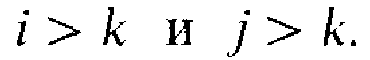 i > k и j > k.